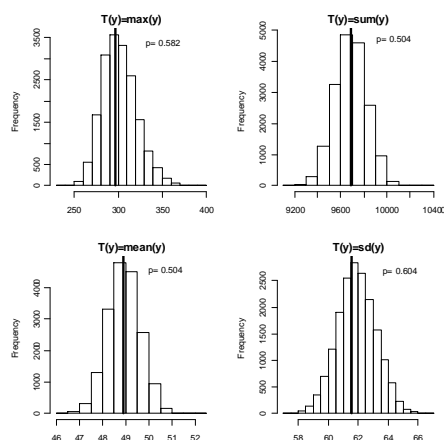 T(y)=max(y)
p= 0.582
Frequency
0 500 1500 2500 3500
250 300 350 400
T(y)=sum(y)
p= 0.504
Frequency
0 1000 2000 3000 4000 5000
9200 9600 10000 10400
T(y)=mean(y)
p= 0.504
Frequency
0 1000 2000 3000 4000
46 47 48 49 50 51 52
T(y)=sd(y)
p= 0.604
Frequency
0 500 1000 1500 2000 2500
58 60 62 64 66